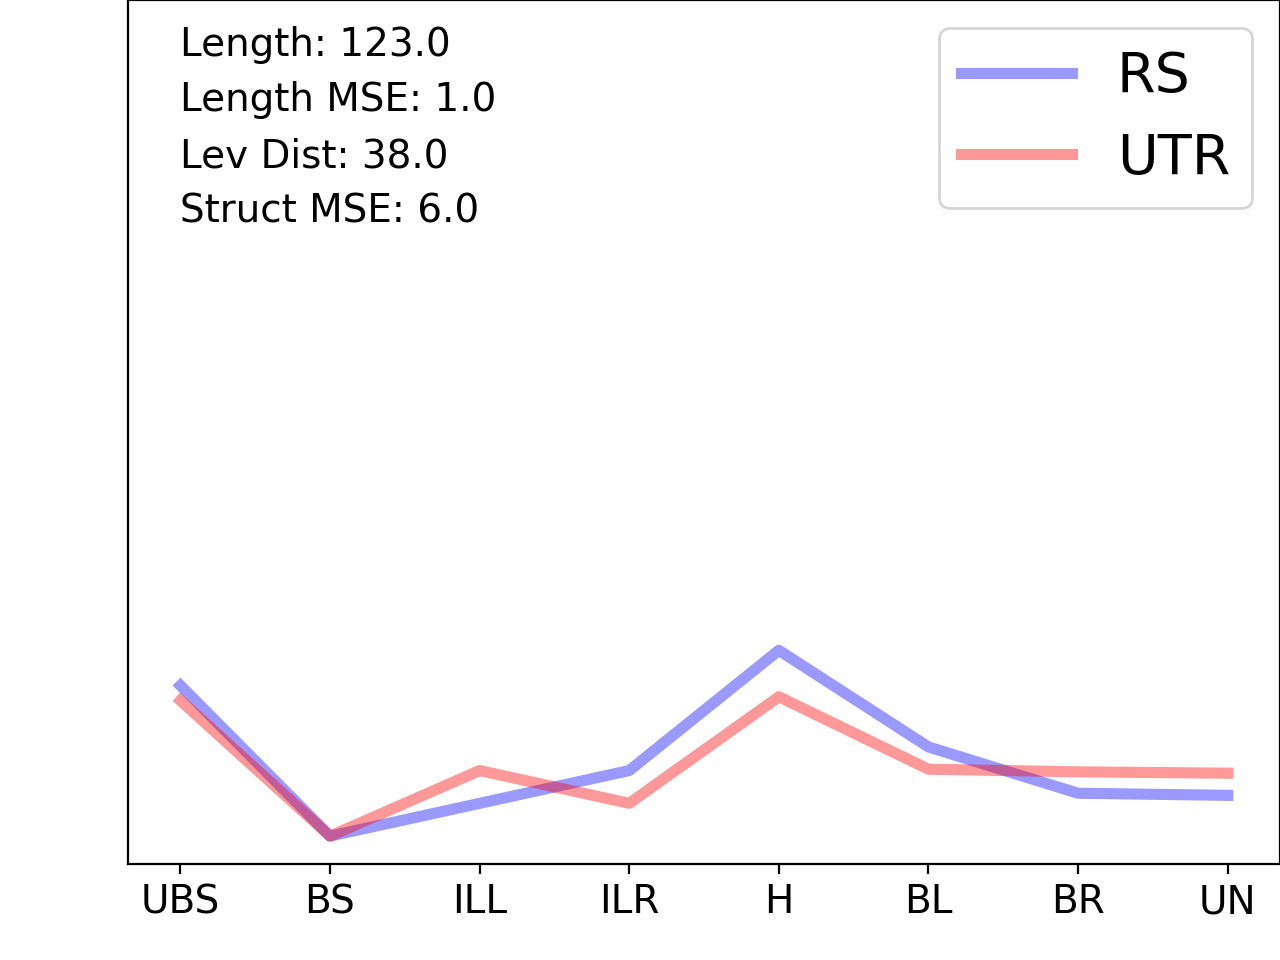 Length: 123.0
Length MSE: 1.0
Lev Dist: 38.0
Struct MSE: 6.0
RS
UTR
UBS BS ILL ILR H BL BR UN